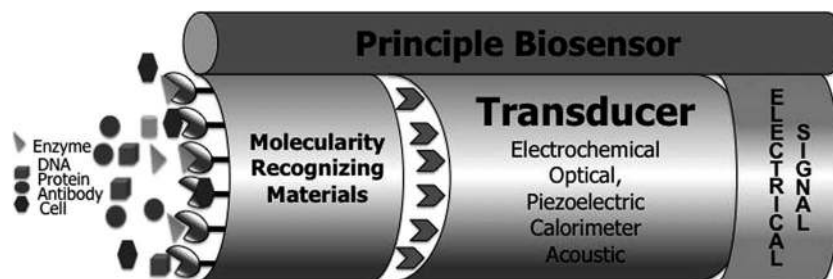 Principle Biosensor
Enzyme
DNA
Protein
Antibody
Cell
Molecularity
Recognizing
Materials
Transducer
Electrochemical
Optical,
Piezoelectric
Calorimeter
Acoustic
ELECTRICAL
SIGNAL